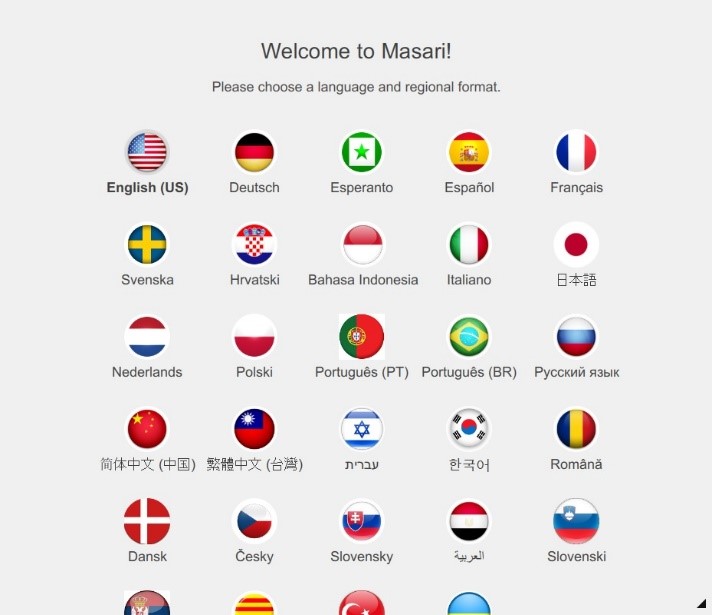 Welcome to Masari!
Please choose a language and regional format.
English (US) Deutsch Esperanto Español Français
Svenska Hrvatski Bahasa Indonesia Italiano 日本語
Nederlands Polski Português (PT) Português (BR) Русский язык
简体中文 (中国) 繁體中文 (台灣) עברית 한국어 Română
Dansk Česky Slovensky العربية Slovenski